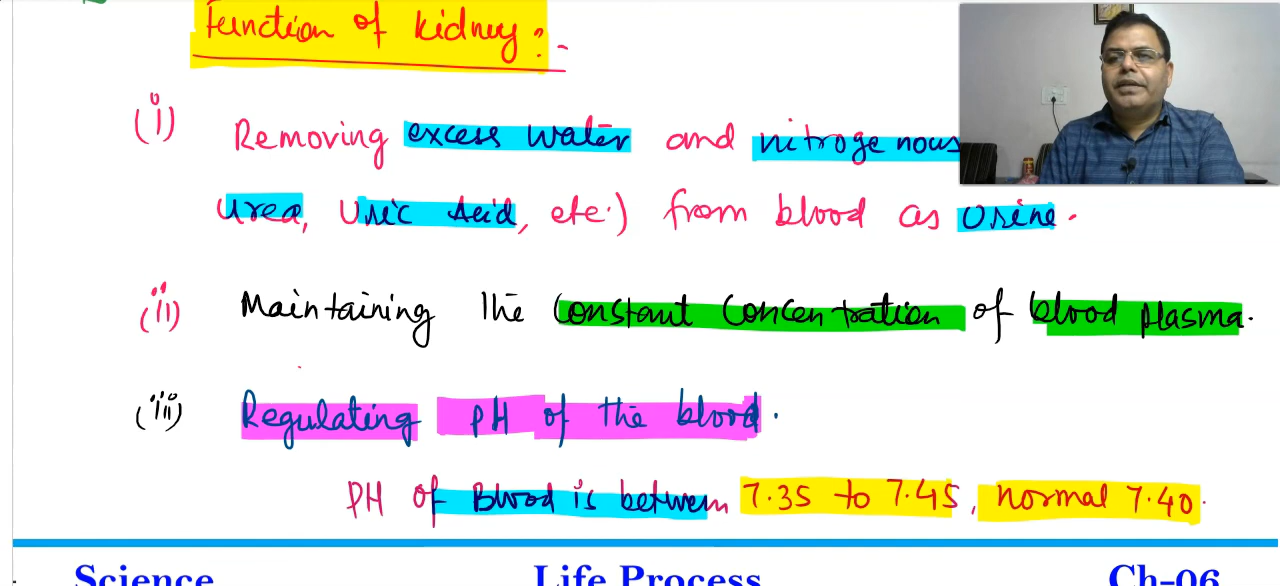 Function of kidney:-
(i) Removing excess water and nitrogenous
urea, Uric Acid, etc.) from blood as Urine.
(ii) Maintaining the Constant Concentration of blood plasma.
(iii) Regulating PH of the blood.
PH of Blood is between 7.35 to 7.45, normal 7.40.
Science Life Process Ch-06